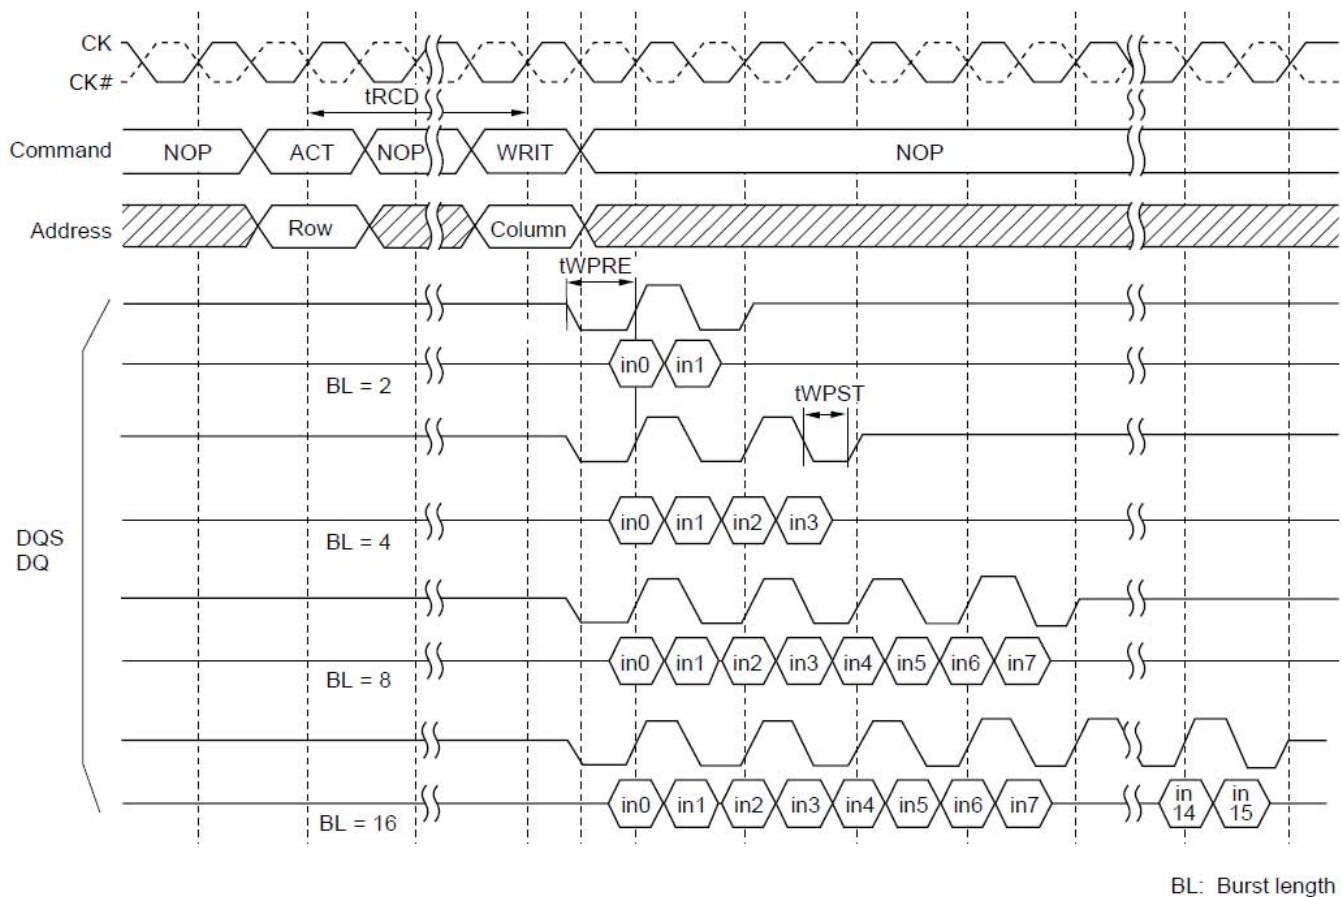 CK
CK#
tRCD
Command NOP ACT NOP WRIT NOP
Address Row Column
tWPRE
in0 in1
BL = 2
tWPST
in0 in1 in2 in3
BL = 4
DQS
DQ
in0 in1 in2 in3 in4 in5 in6 in7
BL = 8
in0 in1 in2 in3 in4 in5 in6 in7 in 14 in 15
BL = 16
BL: Burst length